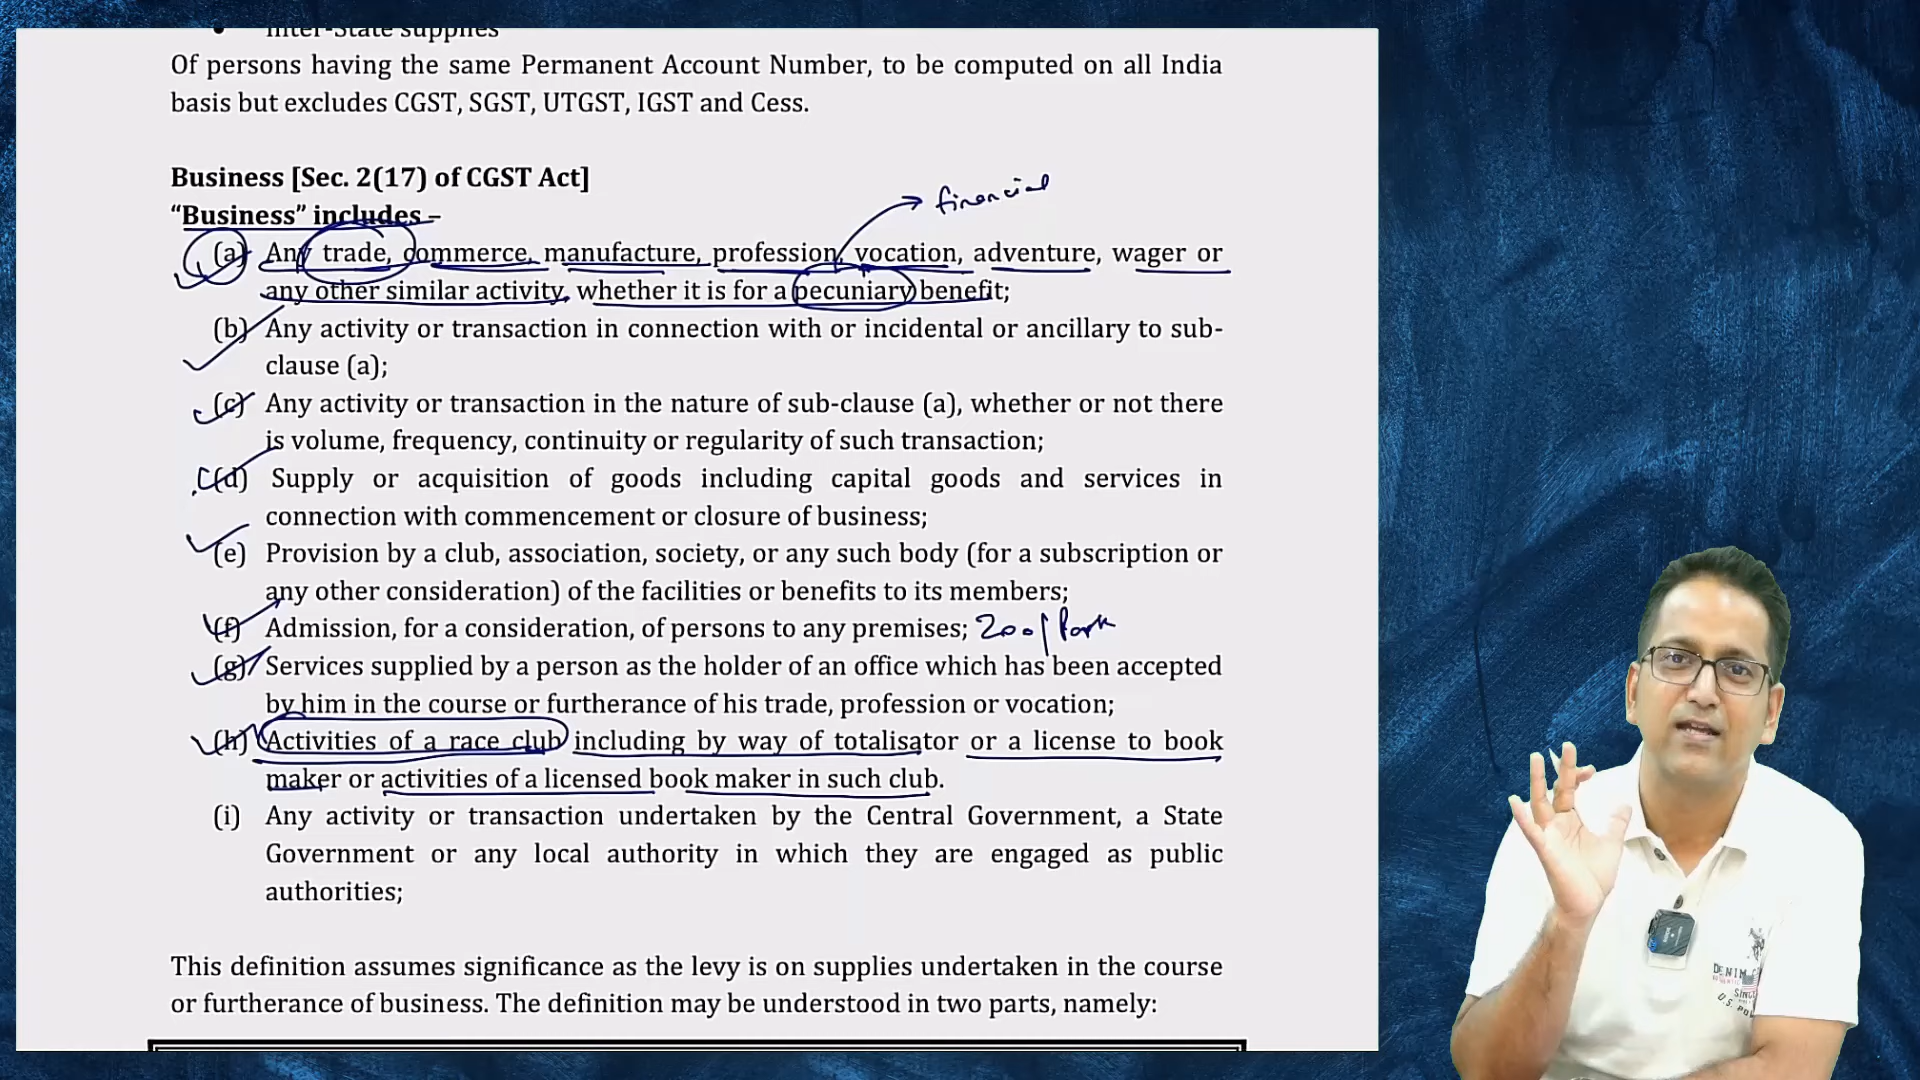 Inter-State supplies
Of persons having the same Permanent Account Number, to be computed on all India
basis but excludes CGST, SGST, UTGST, IGST and Cess.
Business [Sec. 2(17) of CGST Act]
financial
“Business” includes –
(a) Any trade, commerce, manufacture, profession, vocation, adventure, wager or
any other similar activity, whether it is for a pecuniary benefit;
(b) Any activity or transaction in connection with or incidental or ancillary to sub-
clause (a);
(c) Any activity or transaction in the nature of sub-clause (a), whether or not there
is volume, frequency, continuity or regularity of such transaction;
(d) Supply or acquisition of goods including capital goods and services in
connection with commencement or closure of business;
(e) Provision by a club, association, society, or any such body (for a subscription or
any other consideration) of the facilities or benefits to its members;
(f) Admission, for a consideration, of persons to any premises; Zoo/Park
(g) Services supplied by a person as the holder of an office which has been accepted
by him in the course or furtherance of his trade, profession or vocation;
(h) Activities of a race club including by way of totalisator or a license to book
maker or activities of a licensed book maker in such club.
(i) Any activity or transaction undertaken by the Central Government, a State
Government or any local authority in which they are engaged as public
authorities;
This definition assumes significance as the levy is on supplies undertaken in the course
or furtherance of business. The definition may be understood in two parts, namely:
DENIM
SINC
U.S. PO